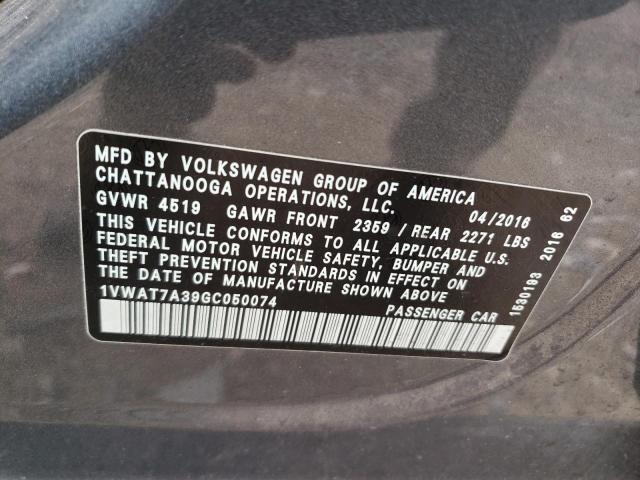 MFD BY VOLKSWAGEN GROUP OF AMERICA
CHATTANOOGA OPERATIONS, LLC. 04/2016
GVWR 4519 GAWR FRONT 2359 / REAR 2271 LBS
THIS VEHICLE CONFORMS TO ALL APPLICABLE U.S.
FEDERAL MOTOR VEHICLE SAFETY, BUMPER AND
THEFT PREVENTION STANDARDS IN EFFECT ON
THE DATE OF MANUFACTURE SHOWN ABOVE
1VWAT7A39GC050074 PASSENGER CAR
1630193 2016 62